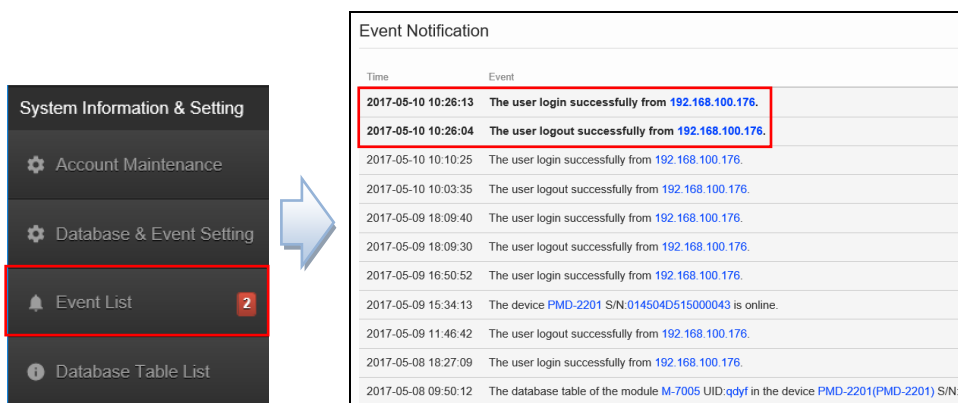 System Information & Setting
Account Maintenance
Database & Event Setting
Event List 2
Database Table List
Event Notification
Time Event
2017-05-10 10:26:13 The user login successfully from 192.168.100.176.
2017-05-10 10:26:04 The user logout successfully from 192.168.100.176.
2017-05-10 10:10:25 The user login successfully from 192.168.100.176.
2017-05-10 10:03:35 The user logout successfully from 192.168.100.176.
2017-05-09 18:09:40 The user login successfully from 192.168.100.176.
2017-05-09 18:09:30 The user logout successfully from 192.168.100.176.
2017-05-09 16:50:52 The user login successfully from 192.168.100.176.
2017-05-09 15:34:13 The device PMD-2201 S/N:014504D515000043 is online.
2017-05-09 11:46:42 The user logout successfully from 192.168.100.176.
2017-05-08 18:27:09 The user login successfully from 192.168.100.176.
2017-05-08 09:50:12 The database table of the module M-7005 UID:qdyf in the device PMD-2201(PMD-2201) S/N: